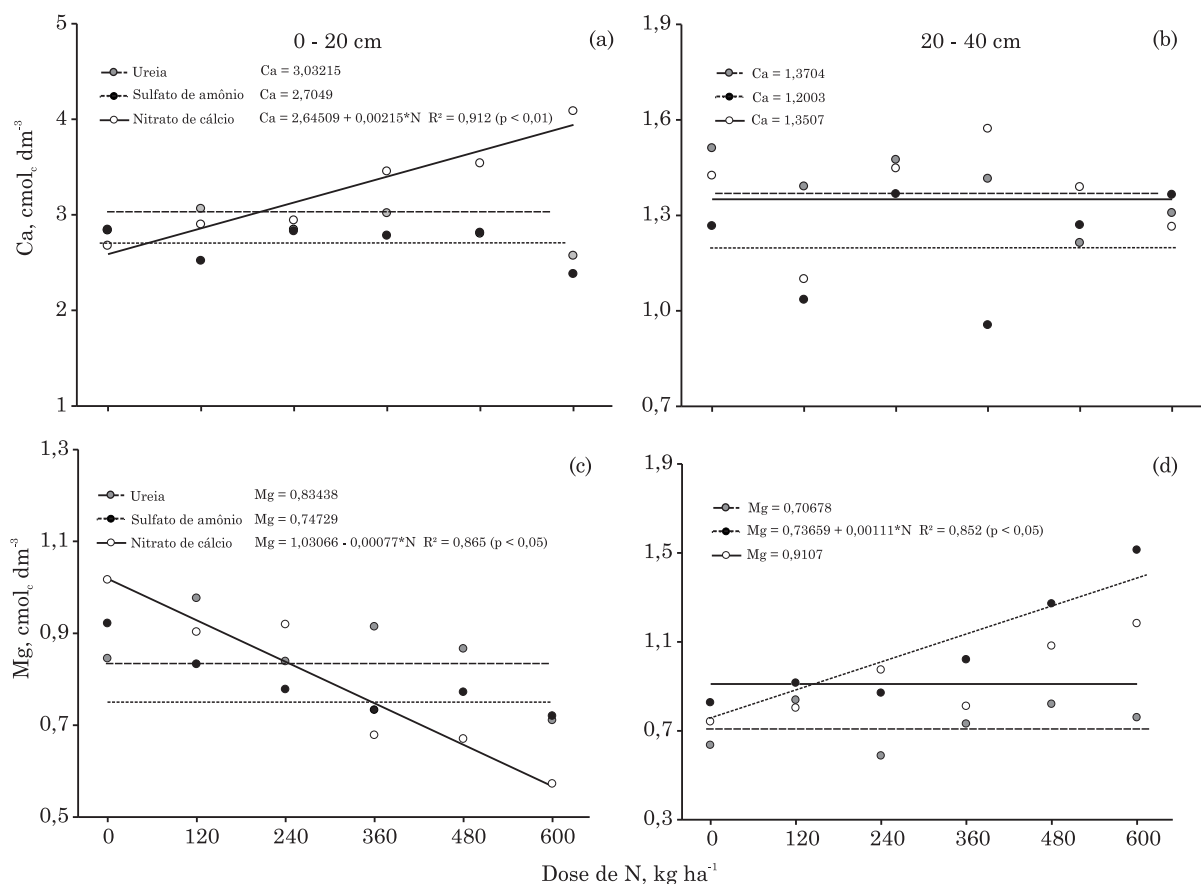 0 - 20 cm
(a)
Ureia Ca = 3,03215
Sulfato de amônio Ca = 2,7049
Nitrato de cálcio Ca = 2,64509 + 0,00215*N R² = 0,912 (p < 0,01)
Ca, cmol꜀ dm⁻³
5
4
3
2
1
20 - 40 cm
(b)
Ca = 1,3704
Ca = 1,2003
Ca = 1,3507
1,9
1,6
1,3
1,0
0,7
(c)
Ureia Mg = 0,83438
Sulfato de amônio Mg = 0,74729
Nitrato de cálcio Mg = 1,03066 - 0,00077*N R² = 0,865 (p < 0,05)
Mg, cmol꜀ dm⁻³
1,3
1,1
0,9
0,7
0,5
0 120 240 360 480 600
(d)
Mg = 0,70678
Mg = 0,73659 + 0,00111*N R² = 0,852 (p < 0,05)
Mg = 0,9107
1,9
1,5
1,1
0,7
0,3
0 120 240 360 480 600
Dose de N, kg ha⁻¹